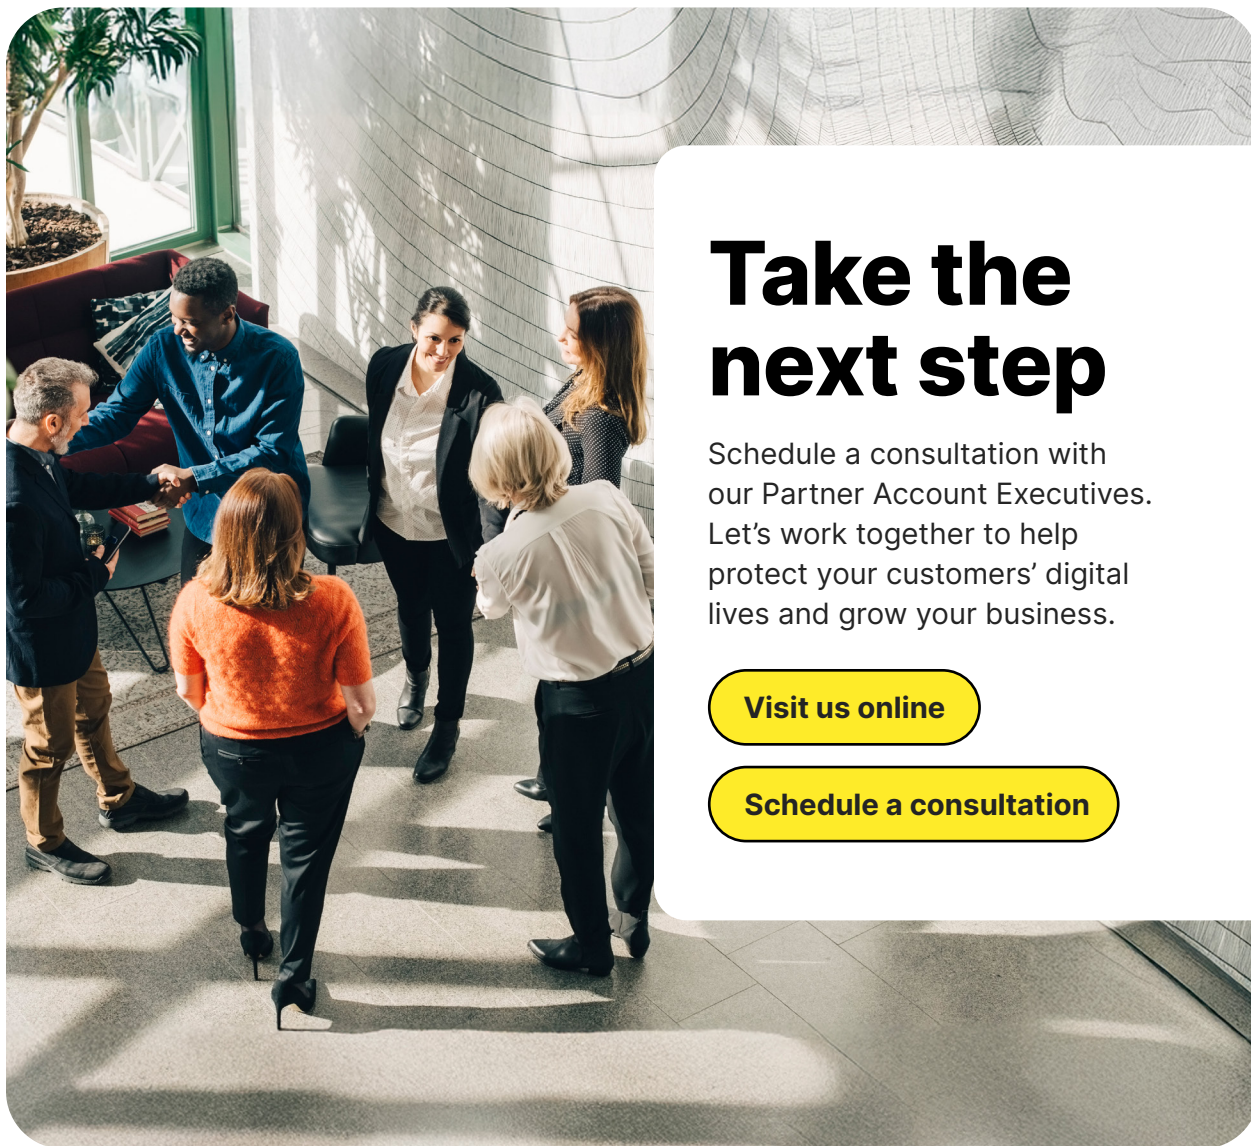 Take the
next step
Schedule a consultation with
our Partner Account Executives.
Let’s work together to help
protect your customers’ digital
lives and grow your business.
Visit us online
Schedule a consultation